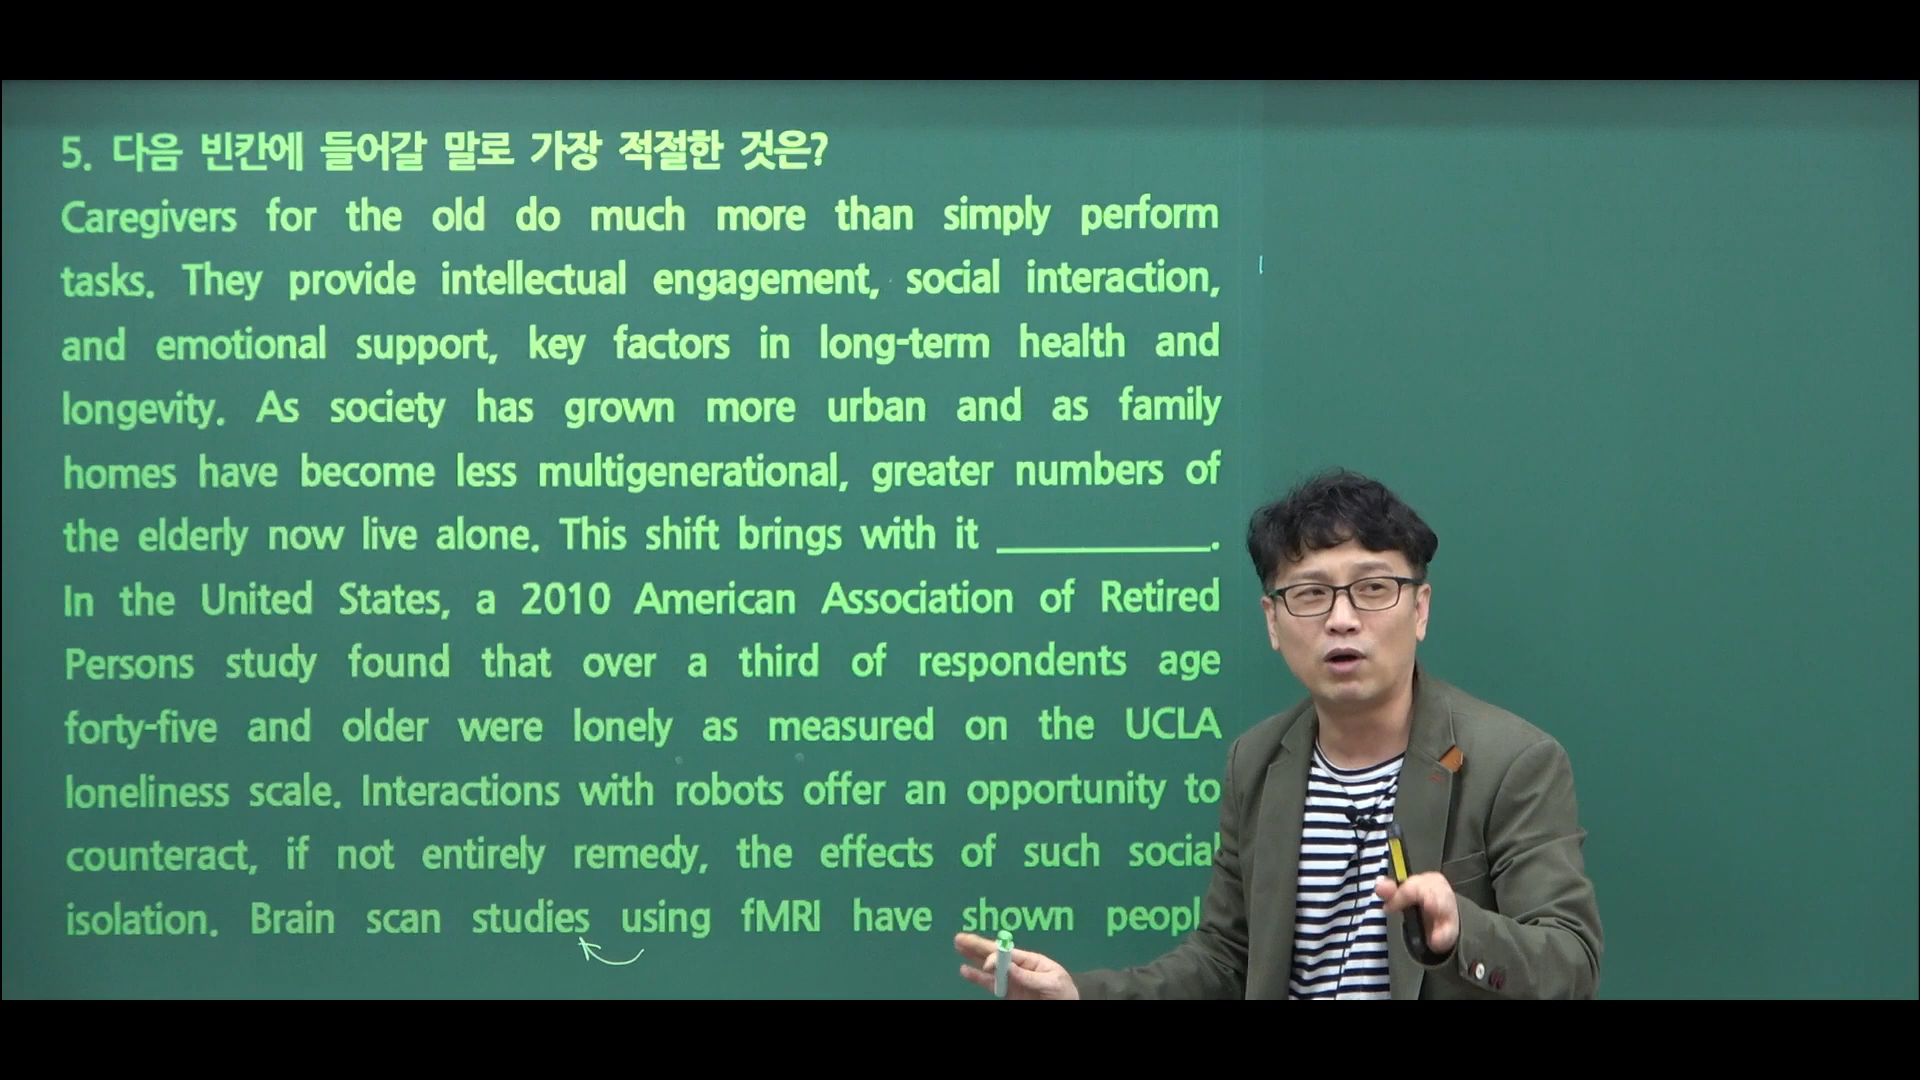 5. 다음 빈칸에 들어갈 말로 가장 적절한 것은?
Caregivers for the old do much more than simply perform
tasks. They provide intellectual engagement, social interaction,
and emotional support, key factors in long-term health and
longevity. As society has grown more urban and as family
homes have become less multigenerational, greater numbers of
the elderly now live alone. This shift brings with it __________.
In the United States, a 2010 American Association of Retired
Persons study found that over a third of respondents age
forty-five and older were lonely as measured on the UCLA
loneliness scale. Interactions with robots offer an opportunity to
counteract, if not entirely remedy, the effects of such social
isolation. Brain scan studies using fMRI have shown peopl